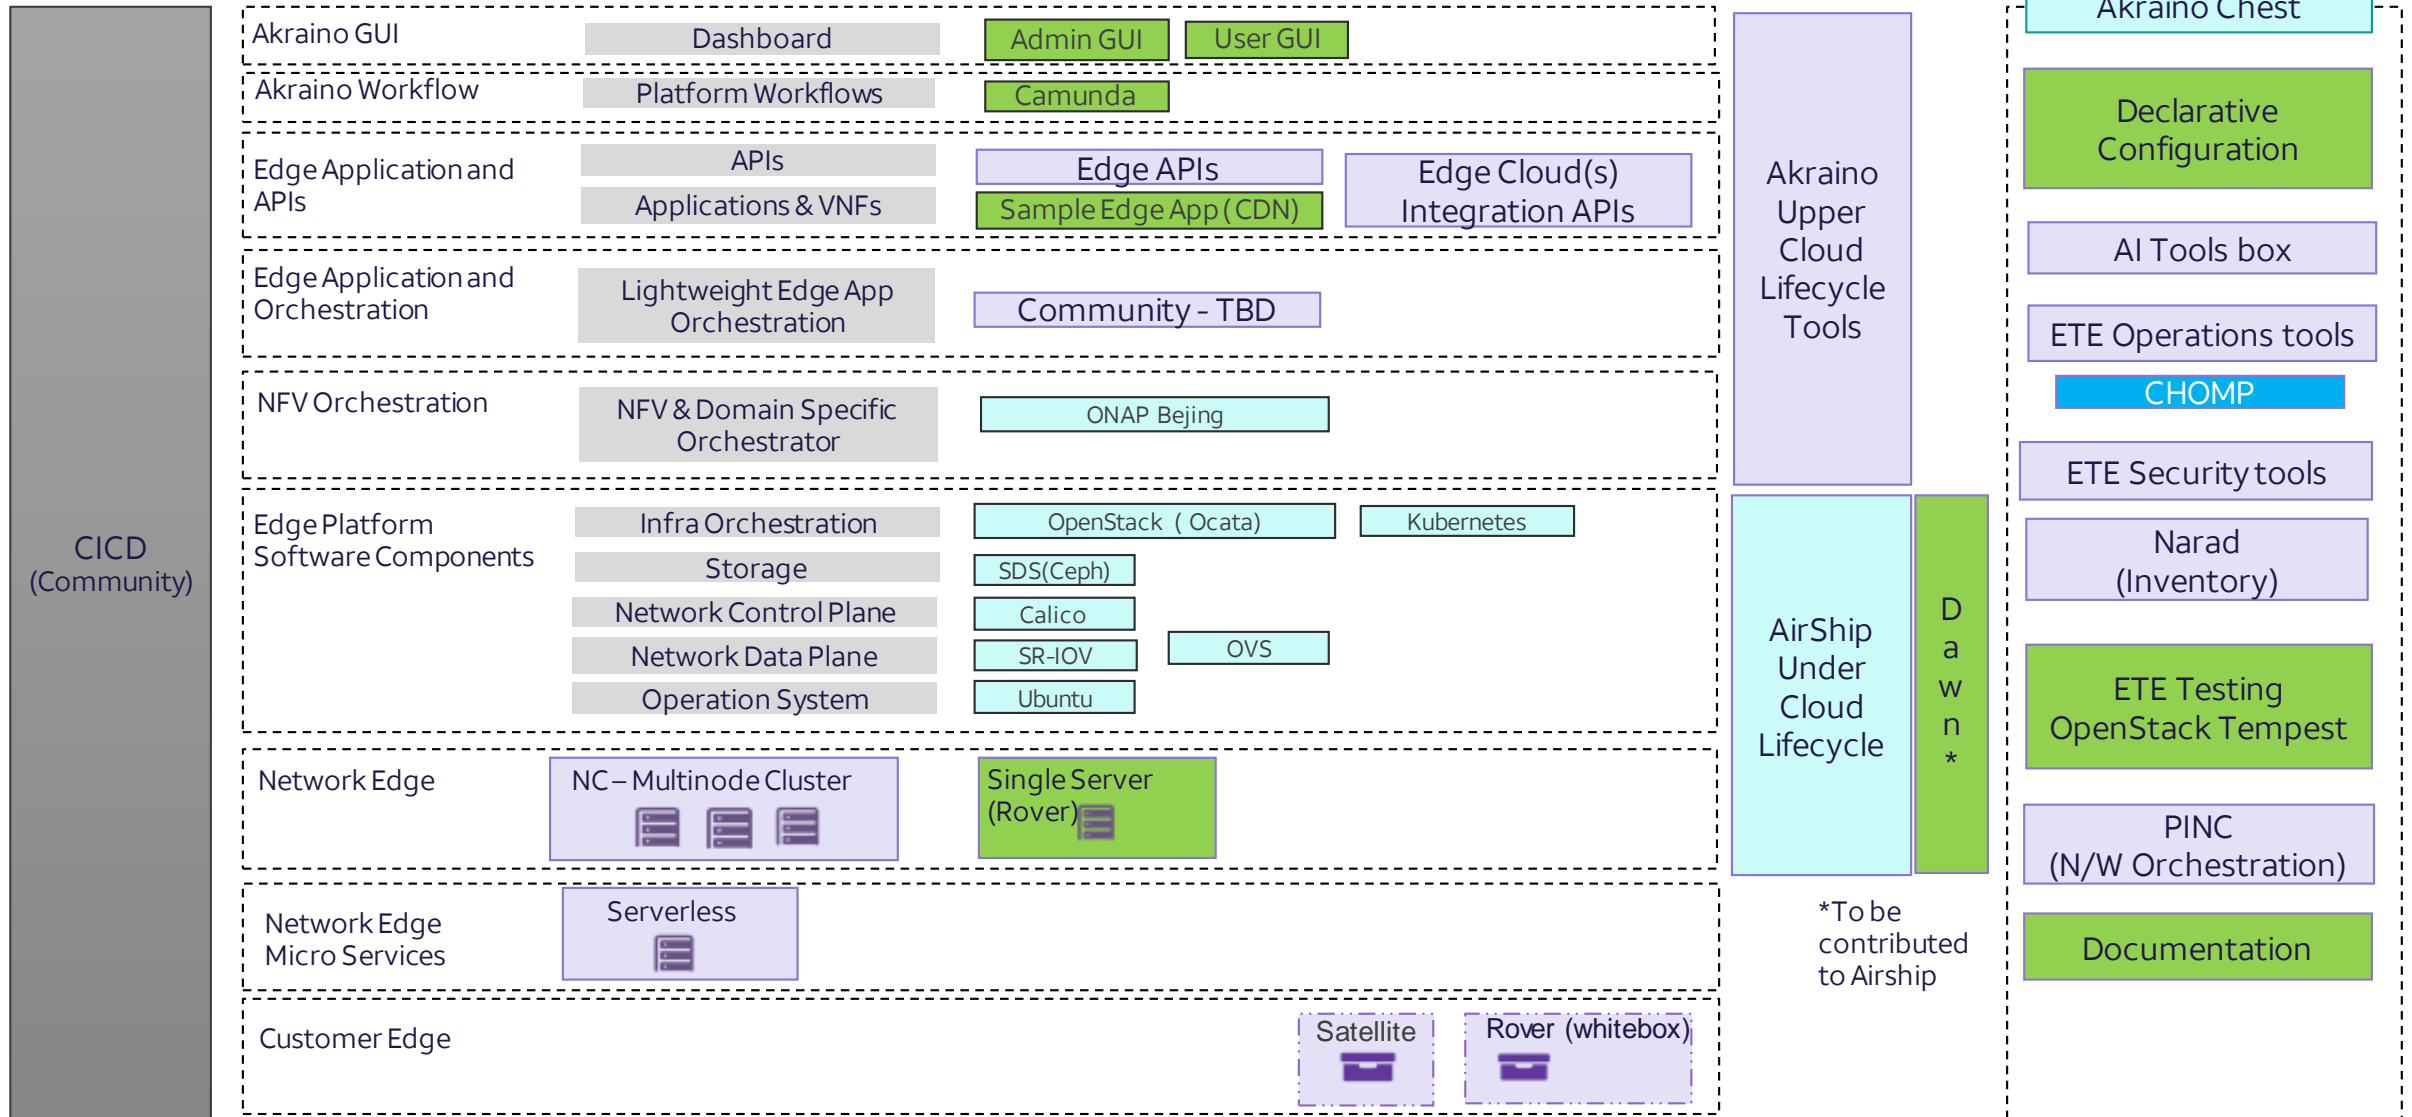 CICD
(Community)
Akraino GUI
Dashboard
Admin GUI
User GUI
Akraino Workflow
Platform Workflows
Camunda
Edge Application and
APIs
APIs
Applications & VNFs
Edge APIs
Sample Edge App ( CDN)
Edge Cloud(s)
Integration APIs
Edge Application and
Orchestration
Lightweight Edge App
Orchestration
Community - TBD
NFV Orchestration
NFV & Domain Specific
Orchestrator
ONAP Bejing
Edge Platform
Software Components
Infra Orchestration
OpenStack ( Ocata)
Kubernetes
Storage
SDS(Ceph)
Network Control Plane
Calico
Network Data Plane
SR-IOV
OVS
Operation System
Ubuntu
Network Edge
NC – Multinode Cluster
Single Server
(Rover)
Network Edge
Micro Services
Serverless
Customer Edge
Satellite
Rover (whitebox)
Akraino
Upper
Cloud
Lifecycle
Tools
AirShip
Under
Cloud
Lifecycle
D
a
w
n
*
*To be
contributed
to Airship
Akraino Chest
Declarative
Configuration
AI Tools box
ETE Operations tools
CHOMP
ETE Security tools
Narad
(Inventory)
ETE Testing
OpenStack Tempest
PINC
(N/W Orchestration)
Documentation